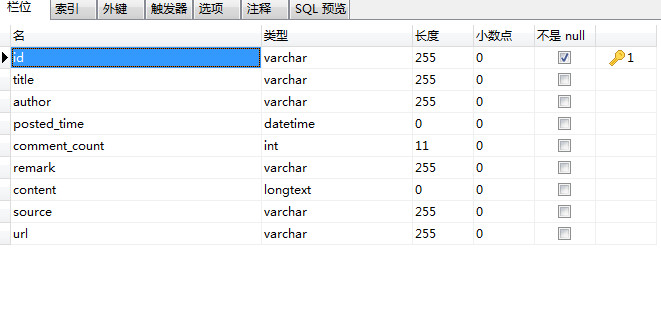 栏位 索引 外键 触发器 选项 注释 SQL 预览
名 类型 长度 小数点 不是 null
id varchar 255 0 1
title varchar 255 0
author varchar 255 0
posted_time datetime 0 0
comment_count int 11 0
remark varchar 255 0
content longtext 0 0
source varchar 255 0
url varchar 255 0